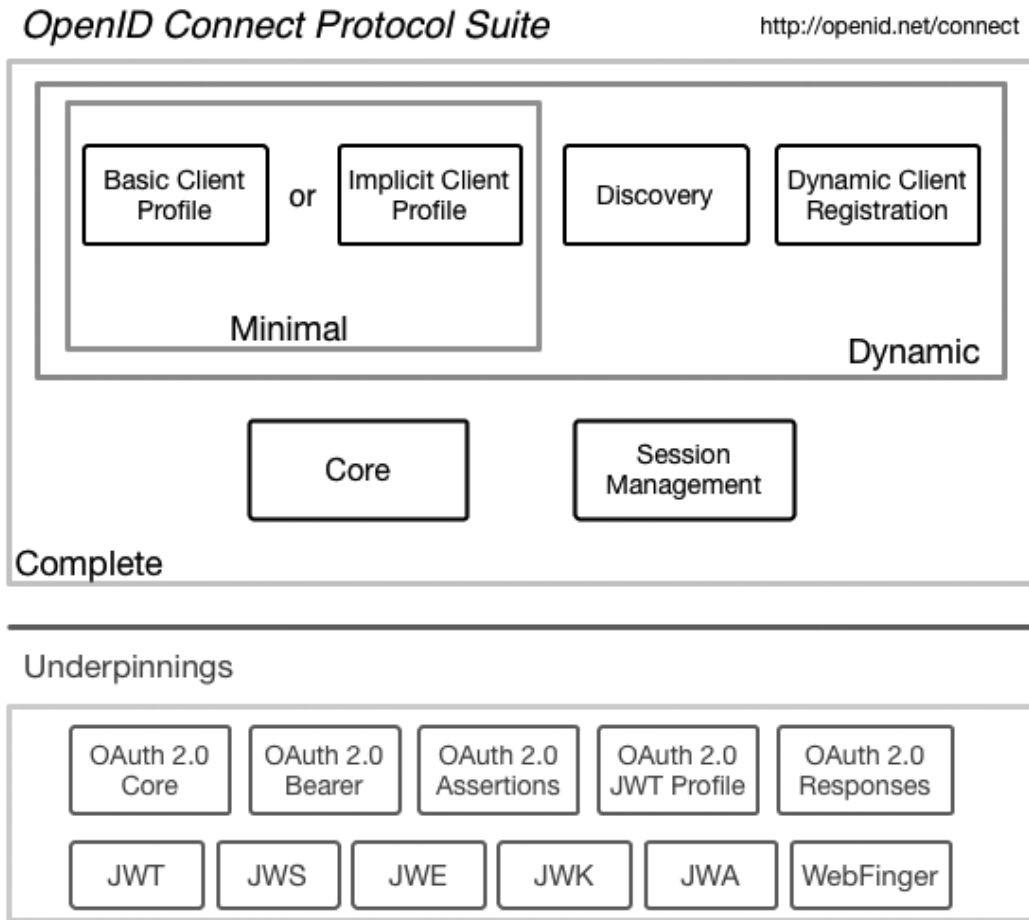 OpenID Connect Protocol Suite
http://openid.net/connect
Basic Client
Profile
or
Implicit Client
Profile
Discovery
Dynamic Client
Registration
Minimal
Dynamic
Core
Session
Management
Complete
Underpinnings
OAuth 2.0
Core
OAuth 2.0
Bearer
OAuth 2.0
Assertions
OAuth 2.0
JWT Profile
OAuth 2.0
Responses
JWT
JWS
JWE
JWK
JWA
WebFinger